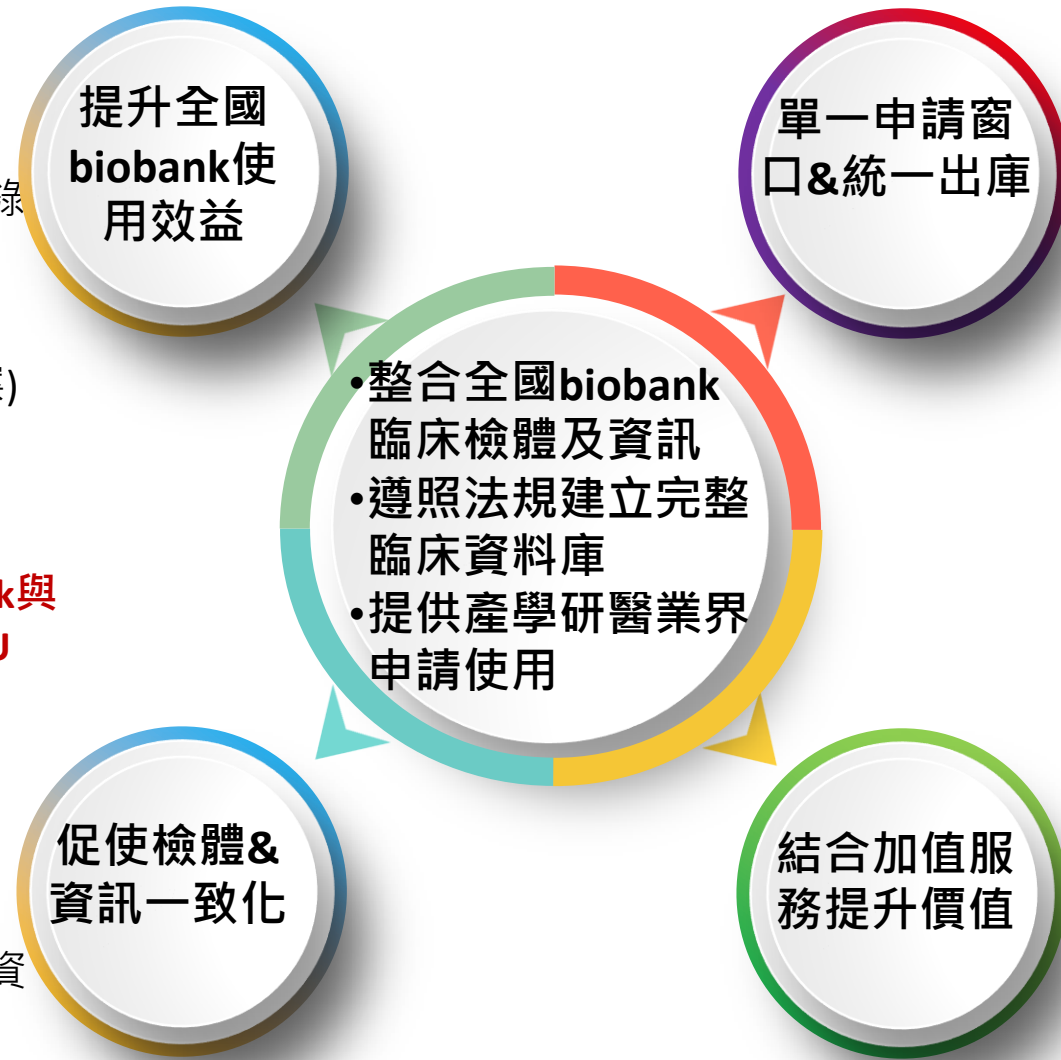 提升全國
biobank使
用效益
單一申請窗
口&統一出庫
錄
•整合全國biobank
臨床檢體及資訊
•遵照法規建立完整
臨床資料庫
•提供產學研醫業界
申請使用
)
k與
U
促使檢體&
資訊一致化
結合加值服
務提升價值
資